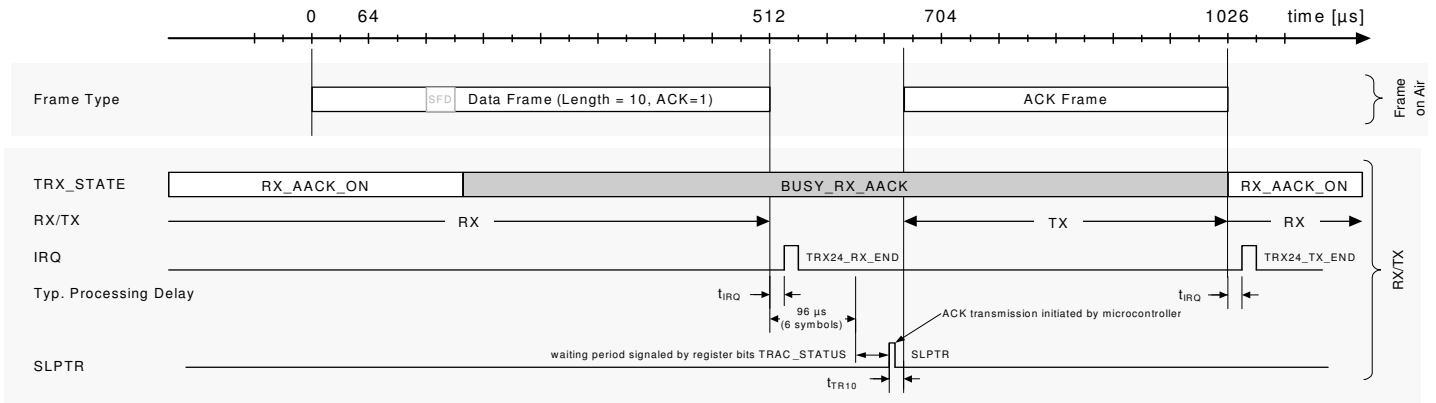 0 64 512 704 1026 time [µs]
Frame Type
SFD Data Frame (Length = 10, ACK=1) ACK Frame
Frame
on Air
TRX_STATE RX_AACK_ON BUSY_RX_AACK RX_AACK_ON
RX/TX RX TX RX
IRQ TRX24_RX_END TRX24_TX_END
RX/TX
Typ. Processing Delay tIRQ tIRQ
96 µs
(6 symbols)
ACK transmission initiated by microcontroller
waiting period signaled by register bits TRAC_STATUS SLPTR
SLPTR
tTR10